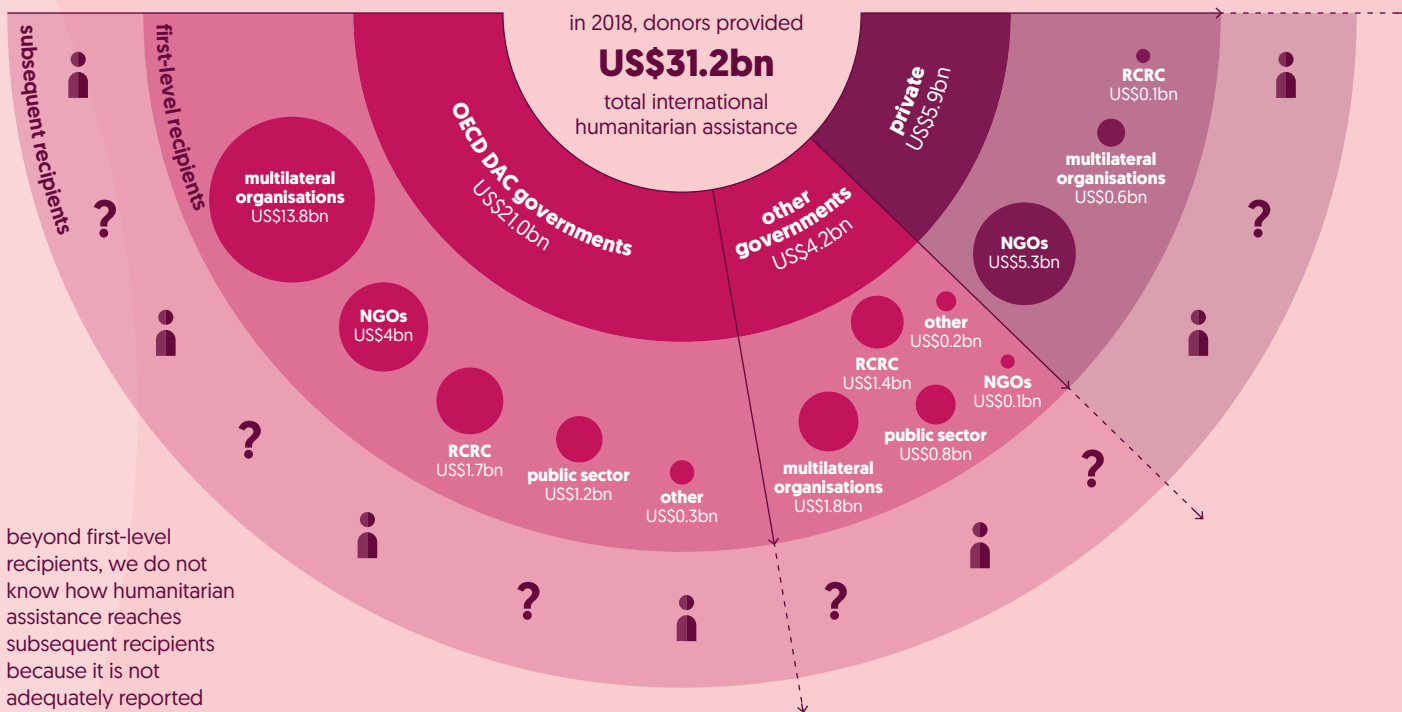 in 2018, donors provided
US$31.2bn
total international
humanitarian assistance
subsequent recipients
first-level recipients
OECD DAC governments
US$21.0bn
other
governments
US$4.2bn
private
US$5.9bn
multilateral
organisations
US$13.8bn
NGOs
US$4bn
RCRC
US$1.7bn
public sector
US$1.2bn
other
US$0.3bn
RCRC
US$1.4bn
other
US$0.2bn
NGOs
US$0.1bn
public sector
US$0.8bn
multilateral
organisations
US$1.8bn
RCRC
US$0.1bn
multilateral
organisations
US$0.6bn
NGOs
US$5.3bn
?
?
?
?
?
?
beyond first-level
recipients, we do not
know how humanitarian
assistance reaches
subsequent recipients
because it is not
adequately reported